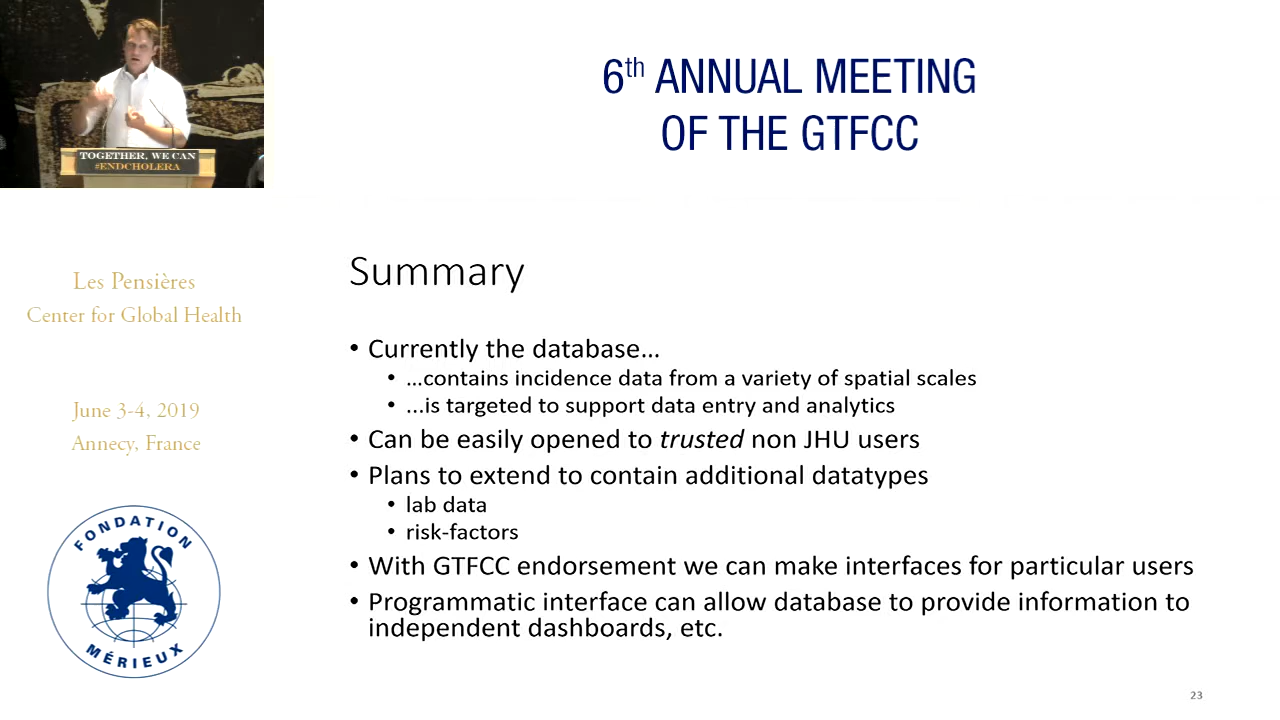 TOGETHER, WE CAN
#ENDCHOLERA
6th ANNUAL MEETING
OF THE GTFCC
Les Pensières
Center for Global Health
June 3-4, 2019
Annecy, France
FONDATION
MÉRIEUX
Summary
• Currently the database…
• …contains incidence data from a variety of spatial scales
• …is targeted to support data entry and analytics
• Can be easily opened to trusted non JHU users
• Plans to extend to contain additional datatypes
• lab data
• risk-factors
• With GTFCC endorsement we can make interfaces for particular users
• Programmatic interface can allow database to provide information to
independent dashboards, etc.
23